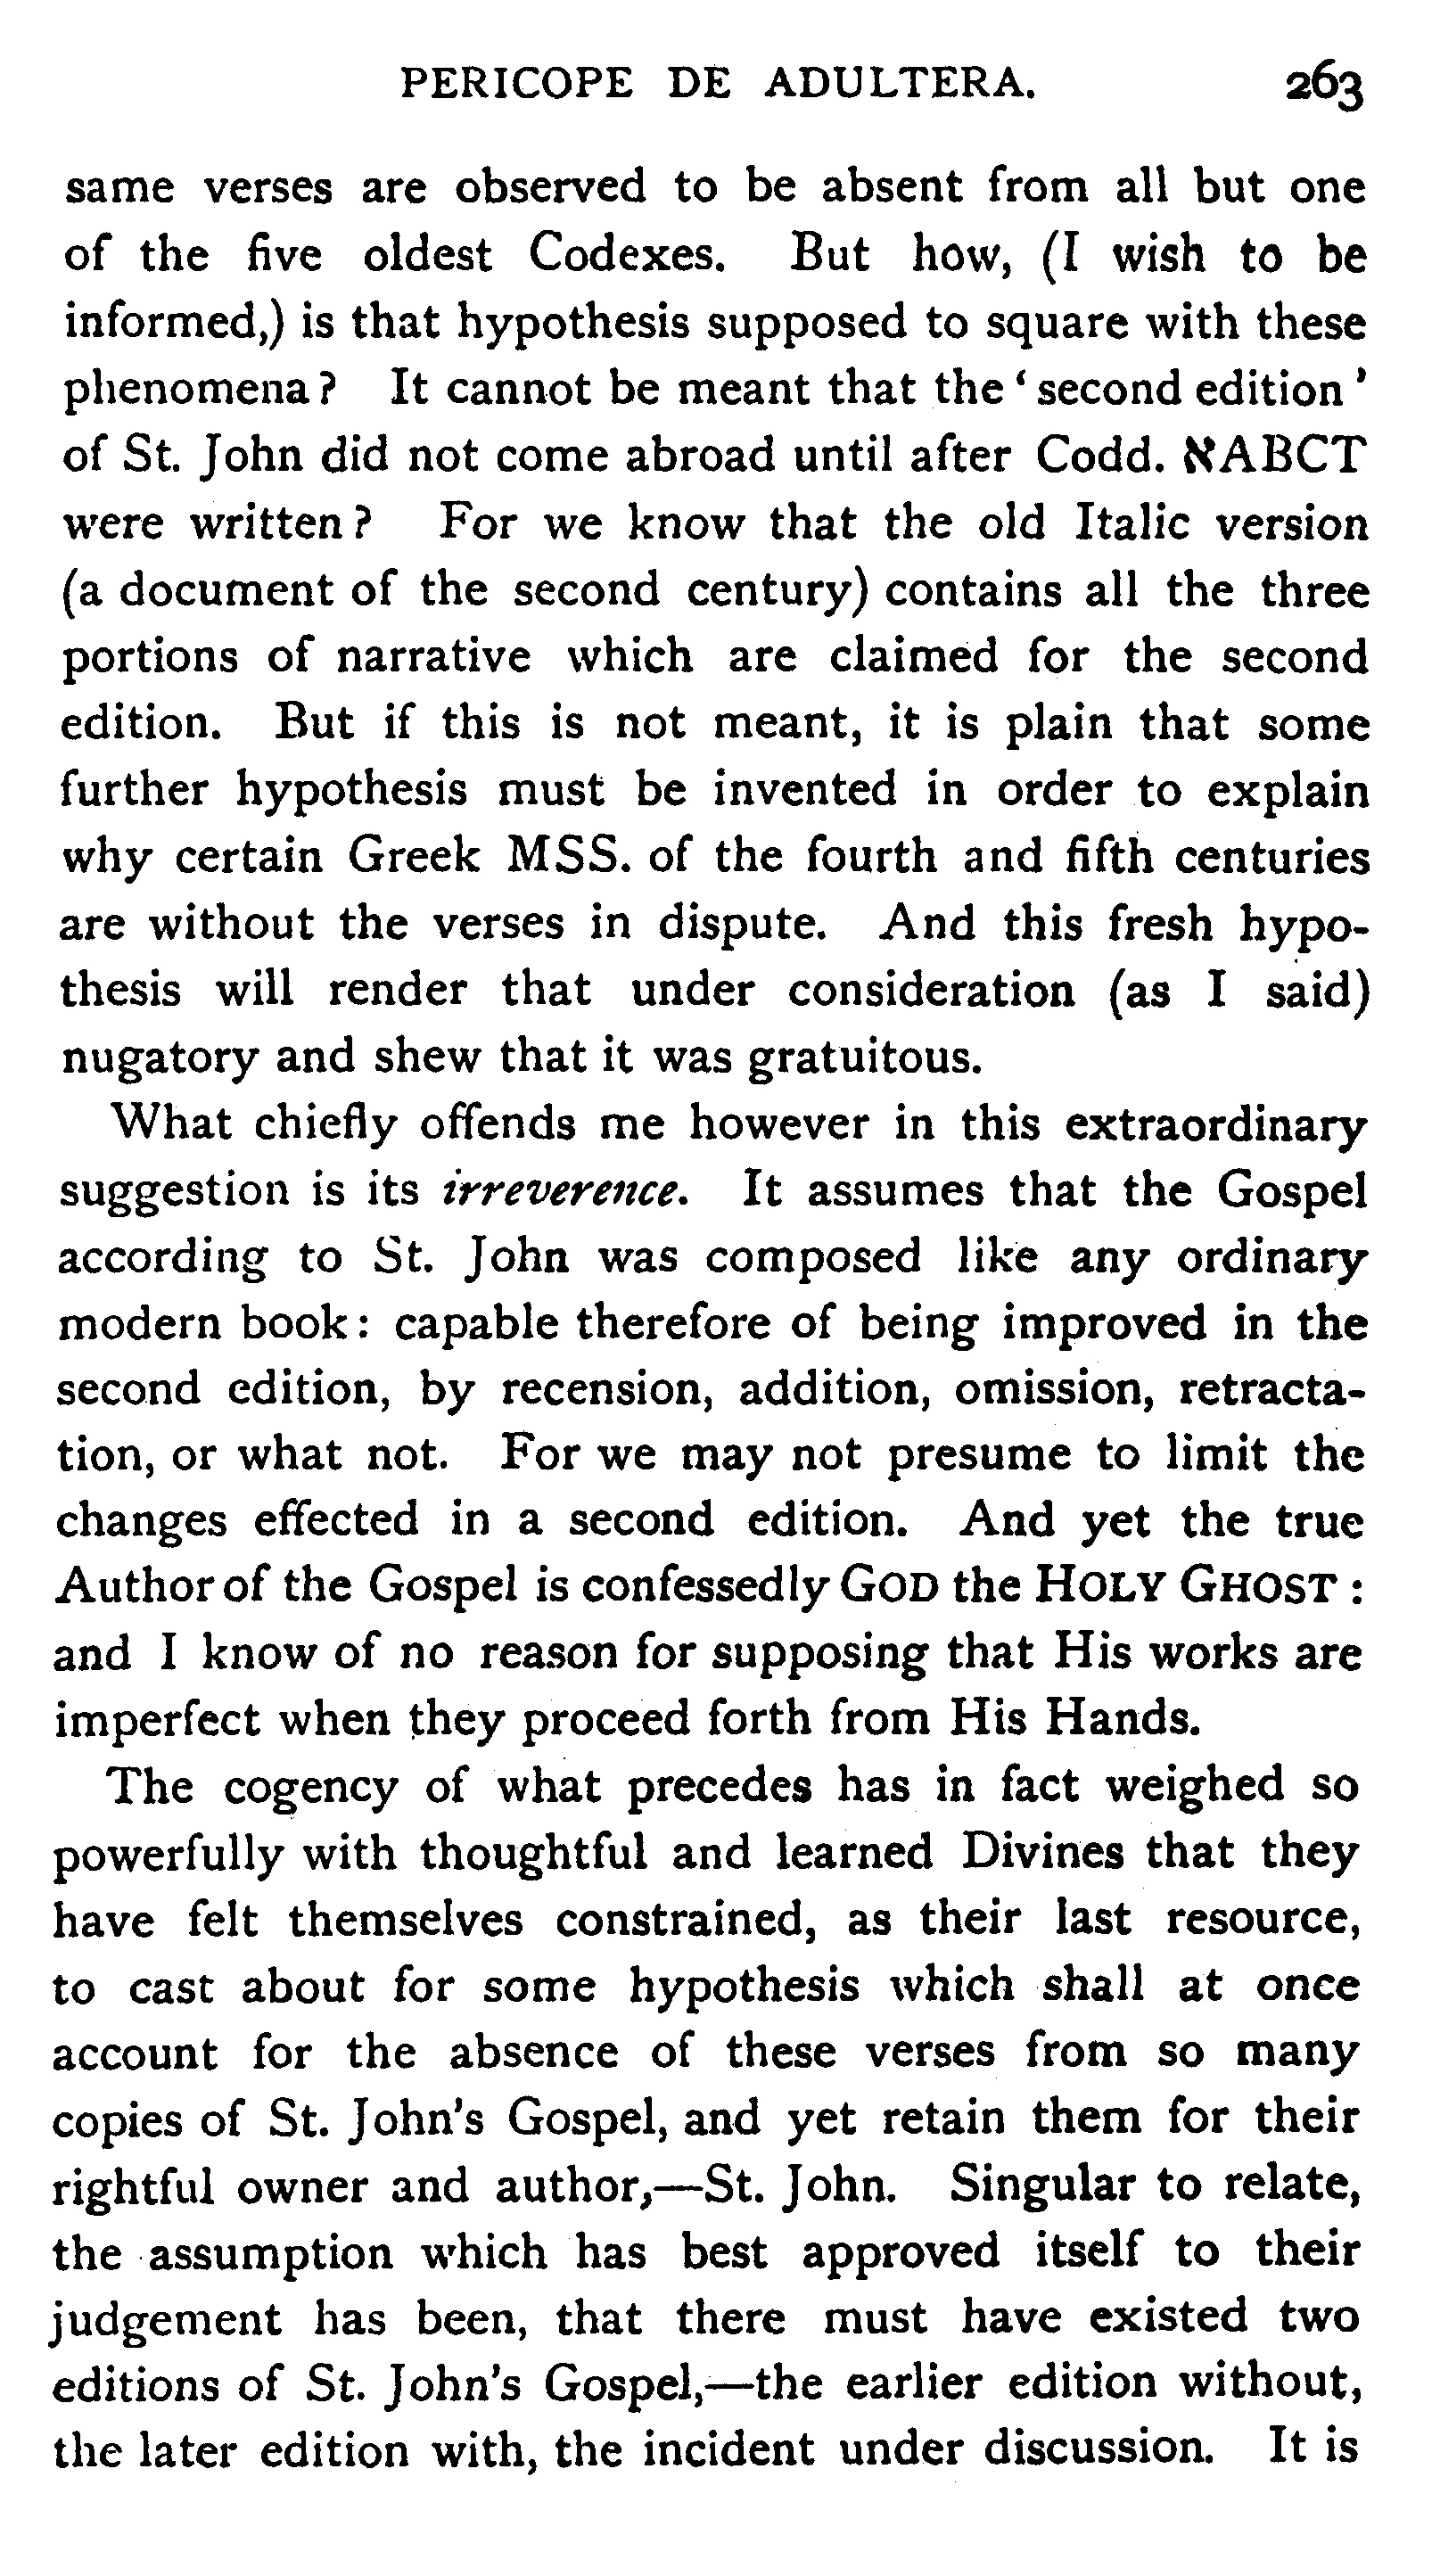 PERICOPE DE ADULTERA. 263
same verses are observed to be absent from all but one
of the five oldest Codexes. But how, (I wish to be
informed,) is that hypothesis supposed to square with these
phenomena? It cannot be meant that the ‘second edition’
of St. John did not come abroad until after Codd. אABCT
were written? For we know that the old Italic version
(a document of the second century) contains all the three
portions of narrative which are claimed for the second
edition. But if this is not meant, it is plain that some
further hypothesis must be invented in order to explain
why certain Greek MSS. of the fourth and fifth centuries
are without the verses in dispute. And this fresh hypo-
thesis will render that under consideration (as I said)
nugatory and shew that it was gratuitous.
What chiefly offends me however in this extraordinary
suggestion is its irreverence. It assumes that the Gospel
according to St. John was composed like any ordinary
modern book: capable therefore of being improved in the
second edition, by recension, addition, omission, retracta-
tion, or what not. For we may not presume to limit the
changes effected in a second edition. And yet the true
Author of the Gospel is confessedly GOD the HOLY GHOST:
and I know of no reason for supposing that His works are
imperfect when they proceed forth from His Hands.
The cogency of what precedes has in fact weighed so
powerfully with thoughtful and learned Divines that they
have felt themselves constrained, as their last resource,
to cast about for some hypothesis which shall at once
account for the absence of these verses from so many
copies of St. John's Gospel, and yet retain them for their
rightful owner and author,—St. John. Singular to relate,
the assumption which has best approved itself to their
judgement has been, that there must have existed two
editions of St. John's Gospel,—the earlier edition without,
the later edition with, the incident under discussion. It is